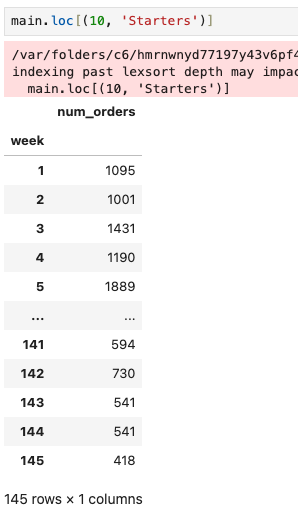 main.loc[(10, 'Starters')]
/var/folders/c6/hmrnwnyd77197y43v6pf4
indexing past lexsort depth may impac
main.loc[(10, 'Starters')]
num_orders
week
1 1095
2 1001
3 1431
4 1190
5 1889
... ...
141 594
142 730
143 541
144 541
145 418
145 rows × 1 columns